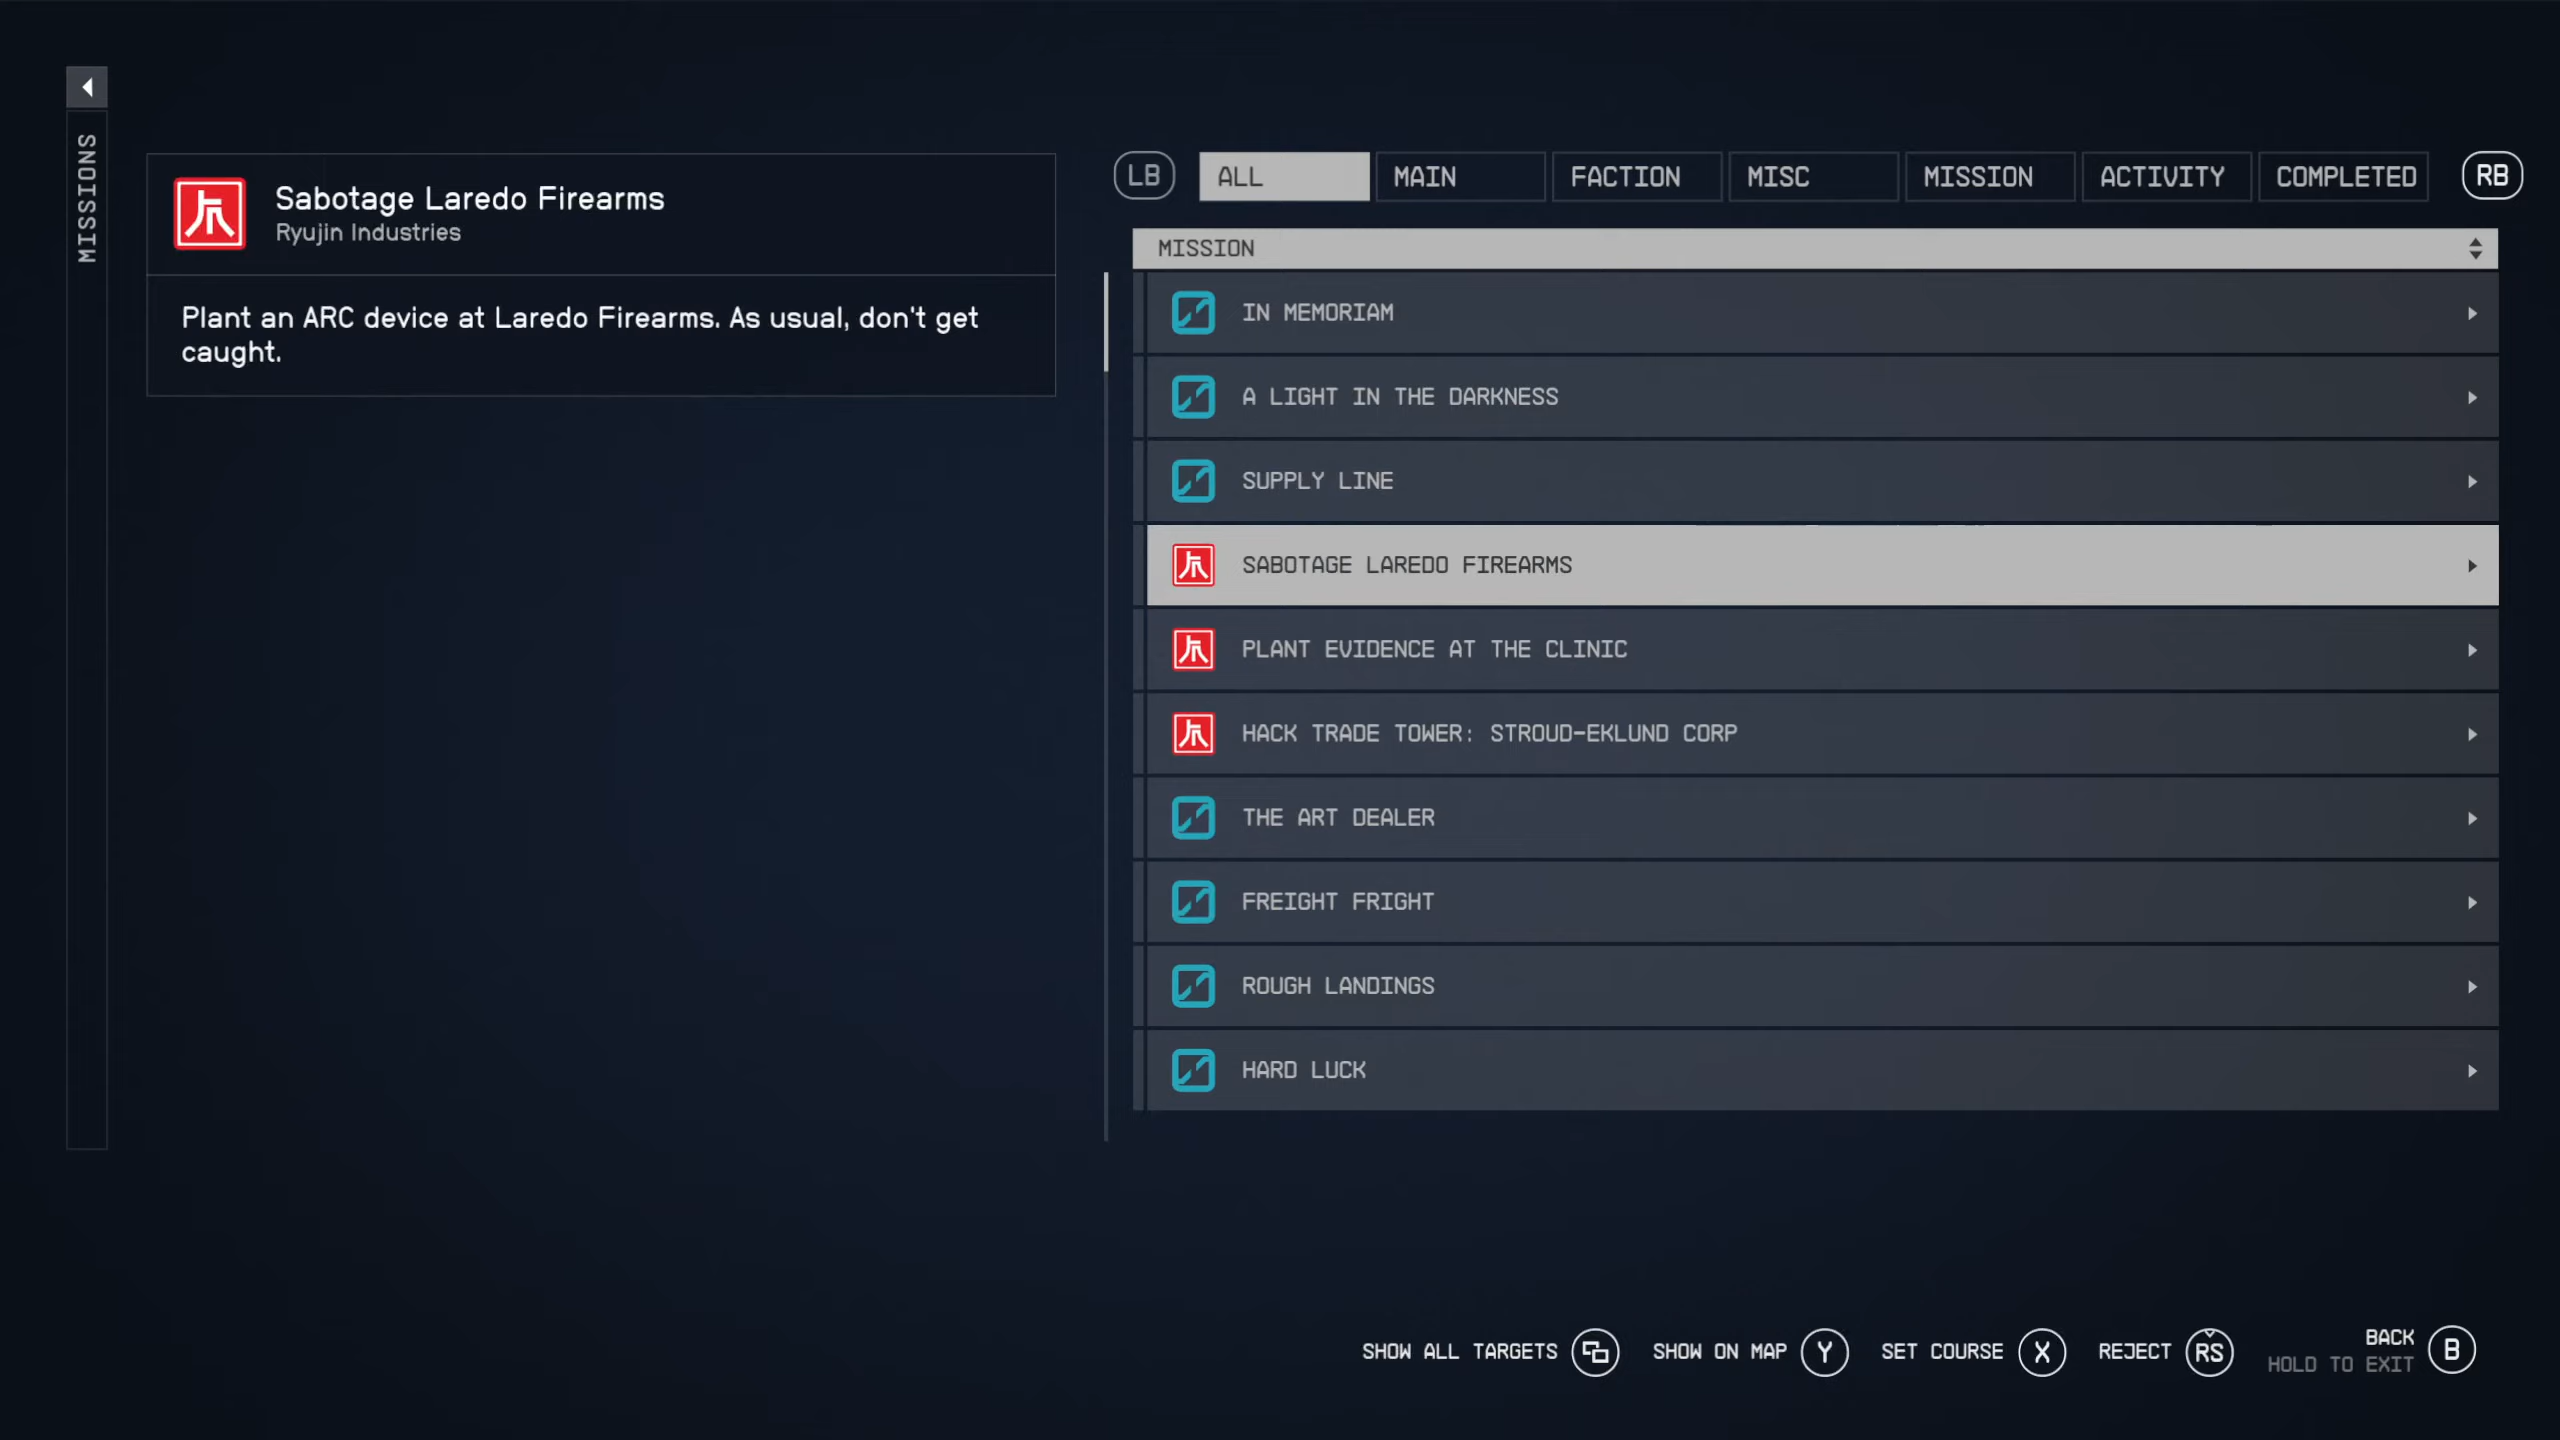 MISSIONS
Sabotage Laredo Firearms
Ryujin Industries
Plant an ARC device at Laredo Firearms. As usual, don't get
caught.
LB ALL MAIN FACTION MISC MISSION ACTIVITY COMPLETED RB
MISSION
IN MEMORIAM
A LIGHT IN THE DARKNESS
SUPPLY LINE
SABOTAGE LAREDO FIREARMS
PLANT EVIDENCE AT THE CLINIC
HACK TRADE TOWER: STROUD-EKLUND CORP
THE ART DEALER
FREIGHT FRIGHT
ROUGH LANDINGS
HARD LUCK
SHOW ALL TARGETS SHOW ON MAP Y SET COURSE X REJECT RS BACK B
HOLD TO EXIT